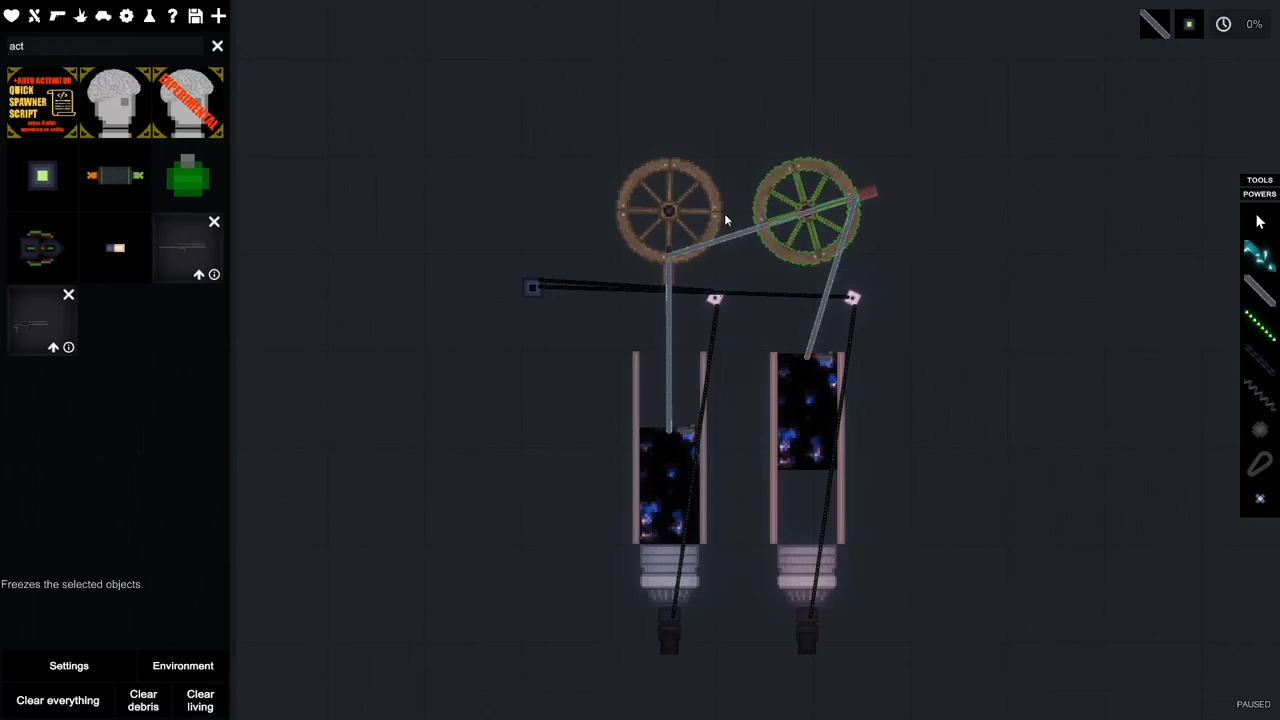 0%
act
+AUTO ACTIVATOR
QUICK
SPAWNER
SCRIPT
EXPERIMENTAL
TOOLS
POWERS
Freezes the selected objects.
Settings
Environment
Clear everything
Clear debris
Clear living
PAUSED